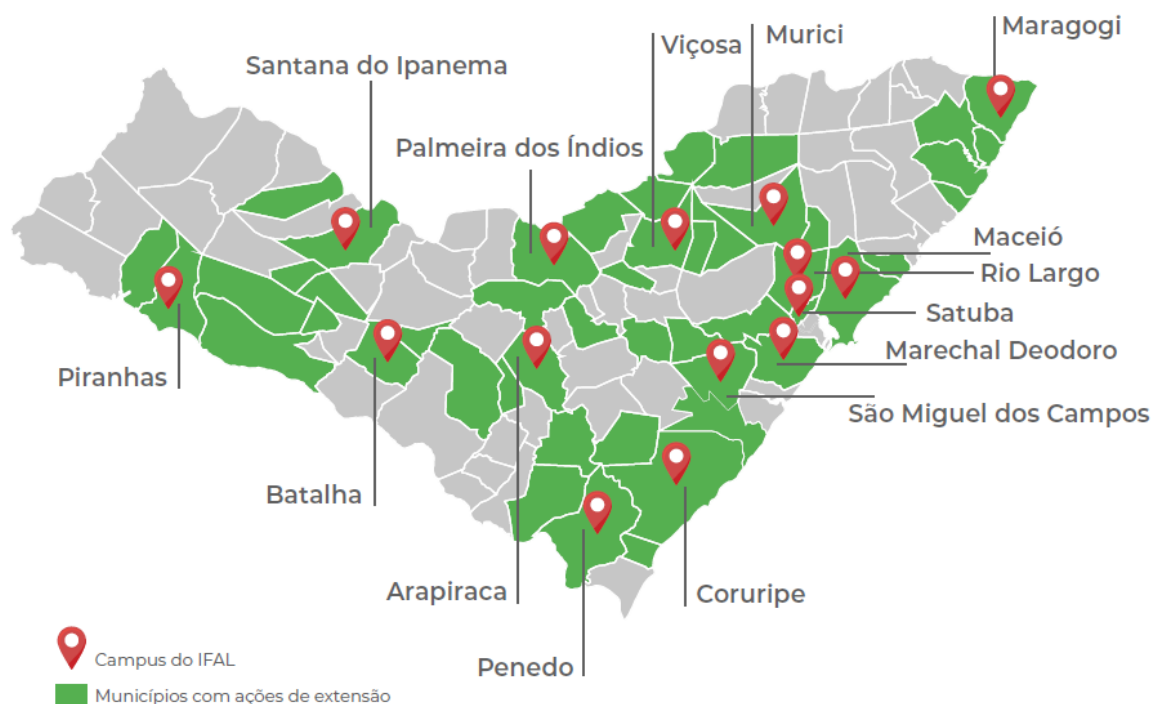 Maragogi
Murici
Viçosa
Santana do Ipanema
Palmeira dos Índios
Maceió
Rio Largo
Satuba
Marechal Deodoro
Piranhas
São Miguel dos Campos
Batalha
Arapiraca
Coruripe
Penedo
Campus do IFAL
Municípios com ações de extensão